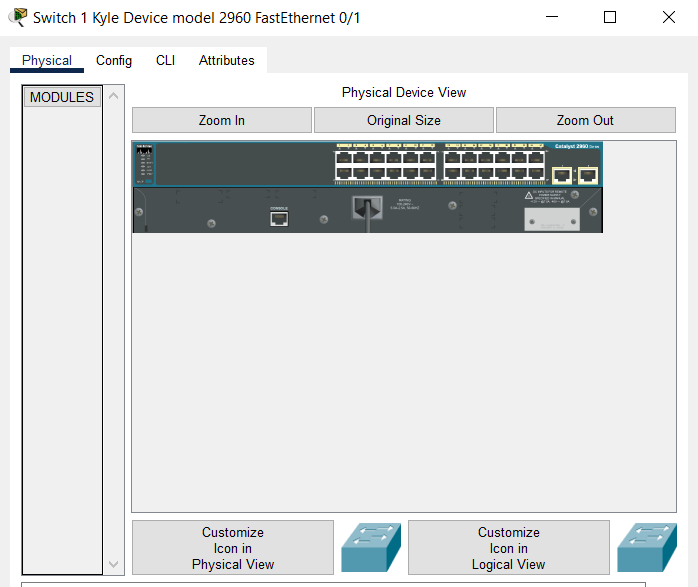 Switch 1 Kyle Device model 2960 FastEthernet 0/1
Physical Config CLI Attributes
MODULES
Physical Device View
Zoom In Original Size Zoom Out
Catalyst 2960 Series
CONSOLE
Customize
Icon in
Physical View
Customize
Icon in
Logical View